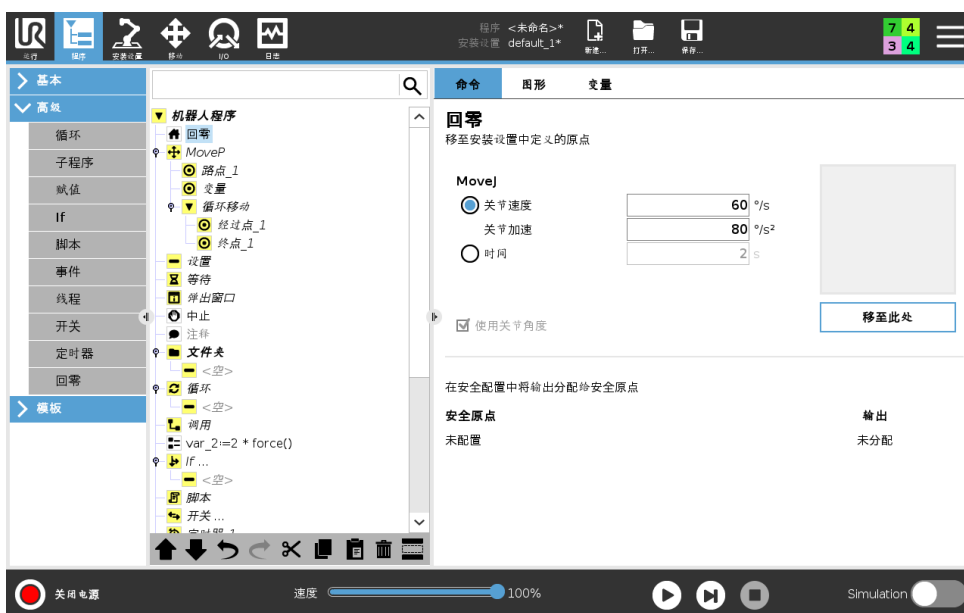 UR
运行
程序
安装设置
移动
I/O
日志
程序 <未命名>*
安装设置 default_1*
新建...
打开...
保存...
7 4
3 4
基本
高级
循环
子程序
赋值
If
脚本
事件
线程
开关
定时器
回零
模板
机器人程序
回零
MoveP
路点_1
变量
循环移动
经过点_1
终点_1
设置
等待
弹出窗口
中止
注释
文件夹
<空>
循环
<空>
调用
var_2:=2 * force()
If ...
<空>
脚本
开关 ...
定时器_1
命令 图形 变量
回零
移至安装设置中定义的原点
MoveJ
关节速度 60 °/s
关节加速 80 °/s²
时间 2 s
使用关节角度
移至此处
在安全配置中将输出分配给安全原点
安全原点 输出
未配置 未分配
关闭电源
速度 100%
Simulation